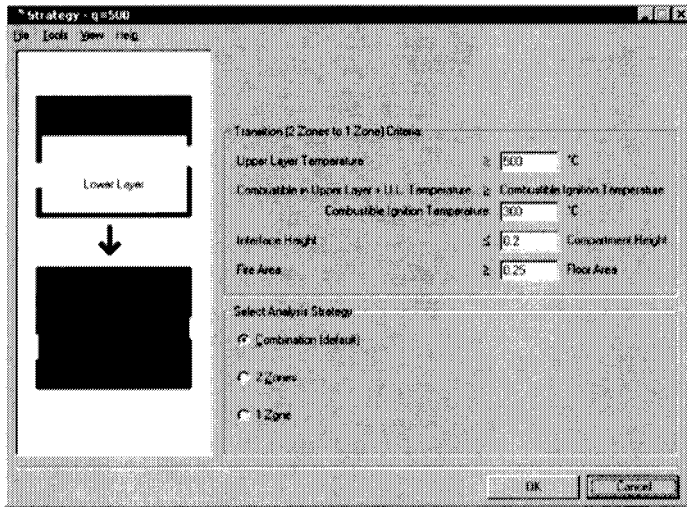 Strategy - q=500
File Tools View Help
Lower Layer
Transition (2 Zones to 1 Zone) Criteria
Upper Layer Temperature ≥ 500 °C
Combustible in Upper Layer + U.L. Temperature ≥ Combustible Ignition Temperature
Combustible Ignition Temperature 300 °C
Interface Height ≤ 0.2 Compartment Height
Fire Area ≥ 0.25 Floor Area
Select Analysis Strategy
Combination (default)
2 Zones
1 Zone
OK Cancel